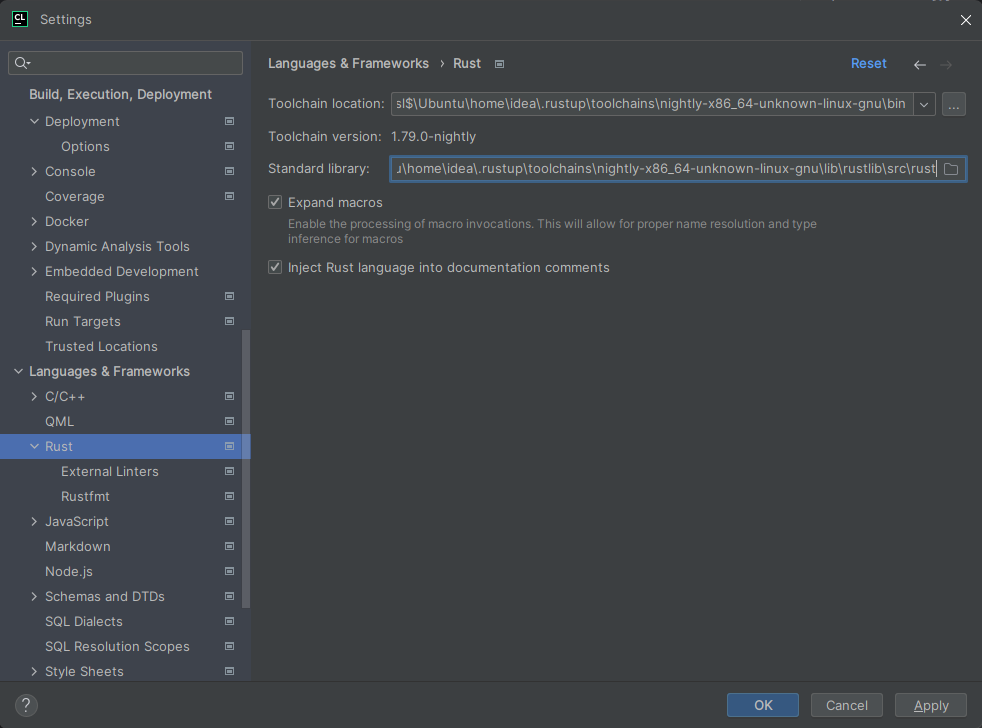 CL Settings
Languages & Frameworks › Rust Reset
Build, Execution, Deployment
Deployment
Options
Console
Coverage
Docker
Dynamic Analysis Tools
Embedded Development
Required Plugins
Run Targets
Trusted Locations
Languages & Frameworks
C/C++
QML
Rust
External Linters
Rustfmt
JavaScript
Markdown
Node.js
Schemas and DTDs
SQL Dialects
SQL Resolution Scopes
Style Sheets
Toolchain location: sl$\Ubuntu\home\idea\.rustup\toolchains\nightly-x86_64-unknown-linux-gnu\bin ...
Toolchain version: 1.79.0-nightly
Standard library: u\home\idea\.rustup\toolchains\nightly-x86_64-unknown-linux-gnu\lib\rustlib\src\rust
Expand macros
Enable the processing of macro invocations. This will allow for proper name resolution and type
inference for macros
Inject Rust language into documentation comments
? OK Cancel Apply